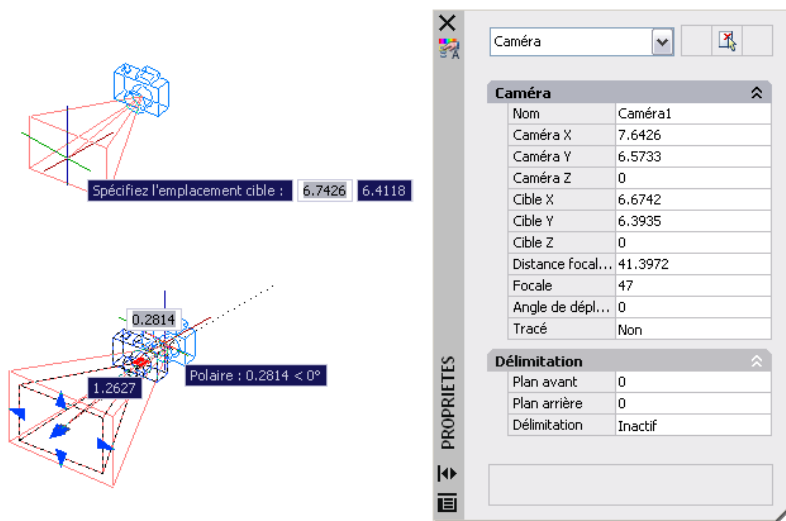 Spécifiez l'emplacement cible : 6.7426 6.4118
0.2814
Polaire : 0.2814 < 0°
1.2627
Caméra
PROPRIETES
Caméra
Nom Caméra1
Caméra X 7.6426
Caméra Y 6.5733
Caméra Z 0
Cible X 6.6742
Cible Y 6.3935
Cible Z 0
Distance focal... 41.3972
Focale 47
Angle de dépl... 0
Tracé Non
Délimitation
Plan avant 0
Plan arrière 0
Délimitation Inactif